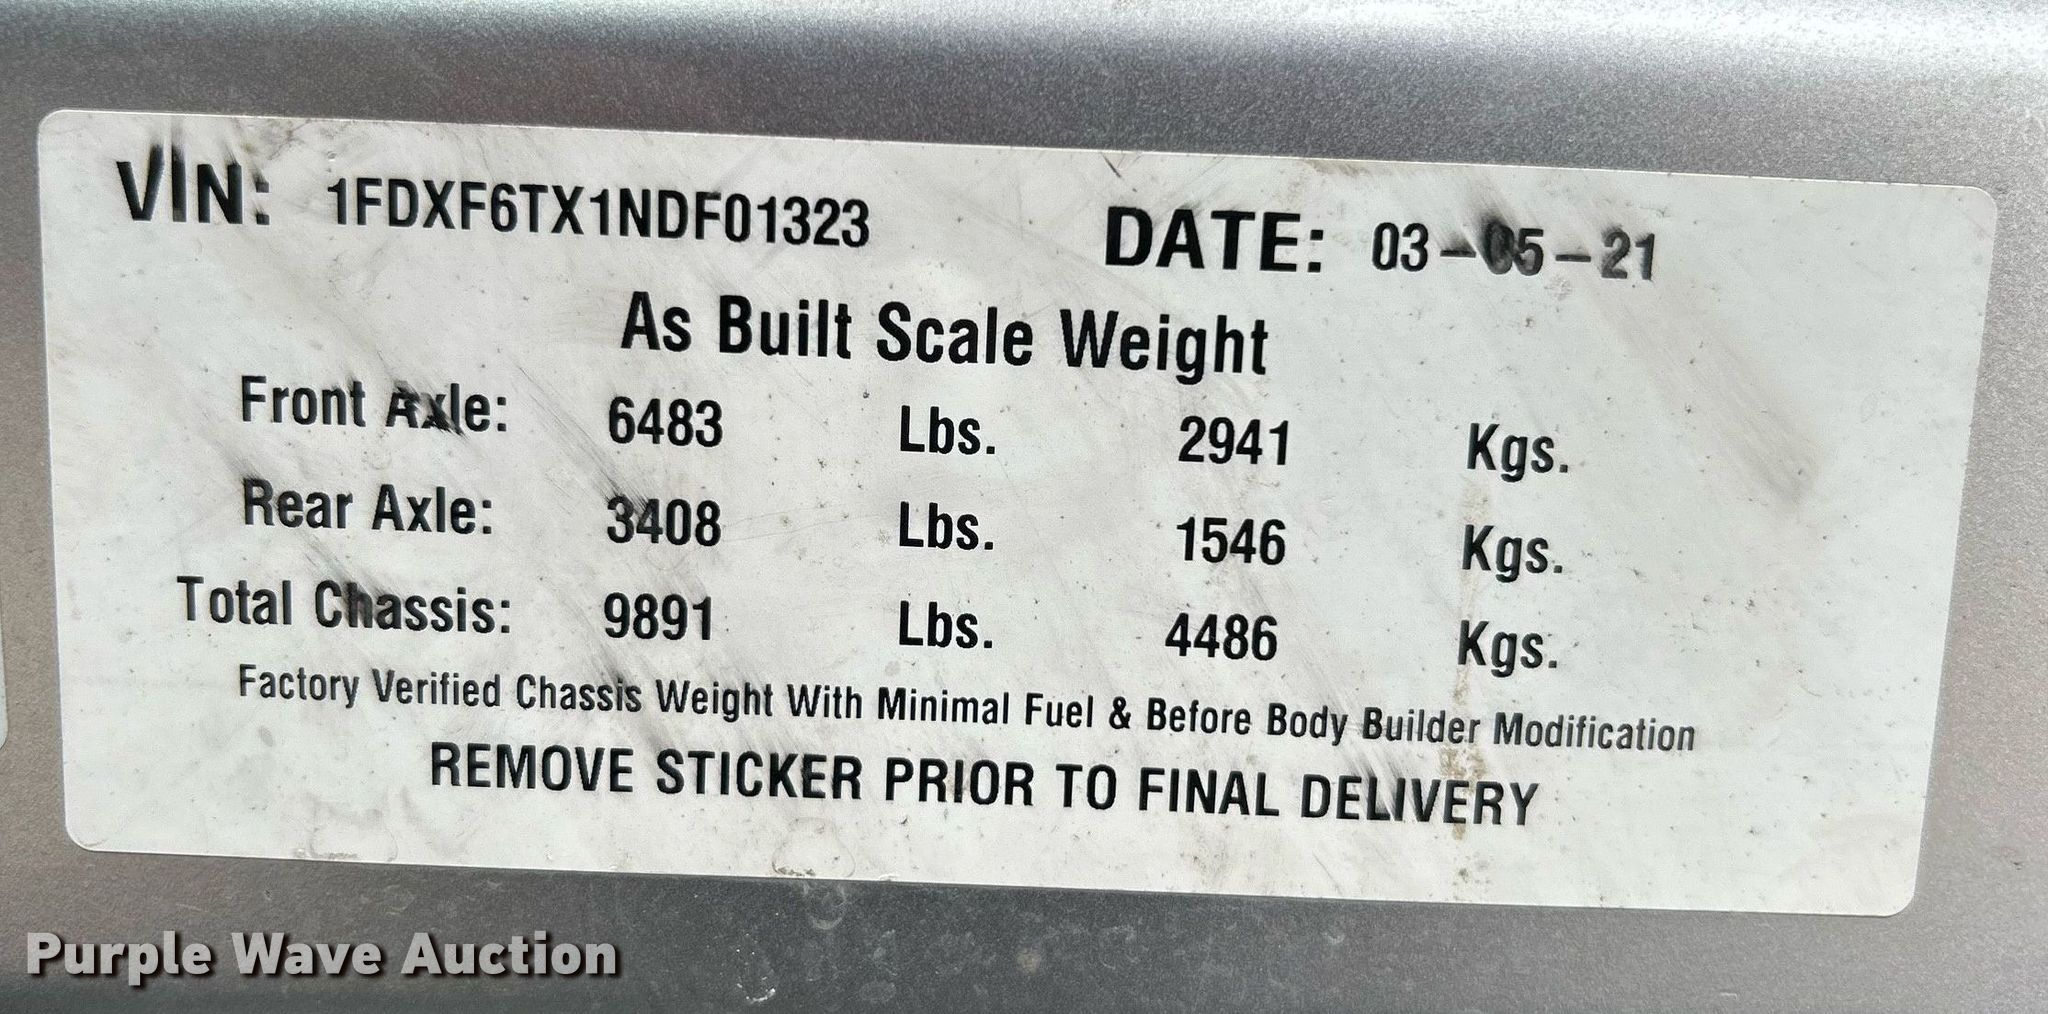 VIN: 1FDXF6TX1NDF01323 DATE: 03-05-21
As Built Scale Weight
Front Axle: 6483 Lbs. 2941 Kgs.
Rear Axle: 3408 Lbs. 1546 Kgs.
Total Chassis: 9891 Lbs. 4486 Kgs.
Factory Verified Chassis Weight With Minimal Fuel & Before Body Builder Modification
REMOVE STICKER PRIOR TO FINAL DELIVERY
Purple Wave Auction